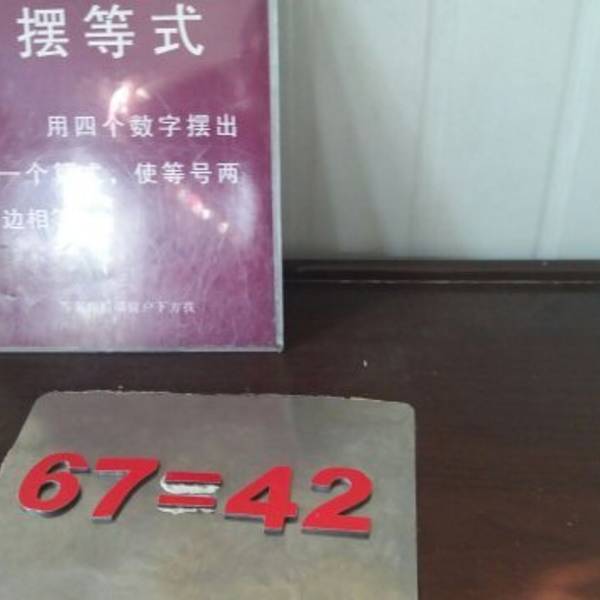 摆等式
用四个数字摆出
一个等式，使等号两
边相等
67=42